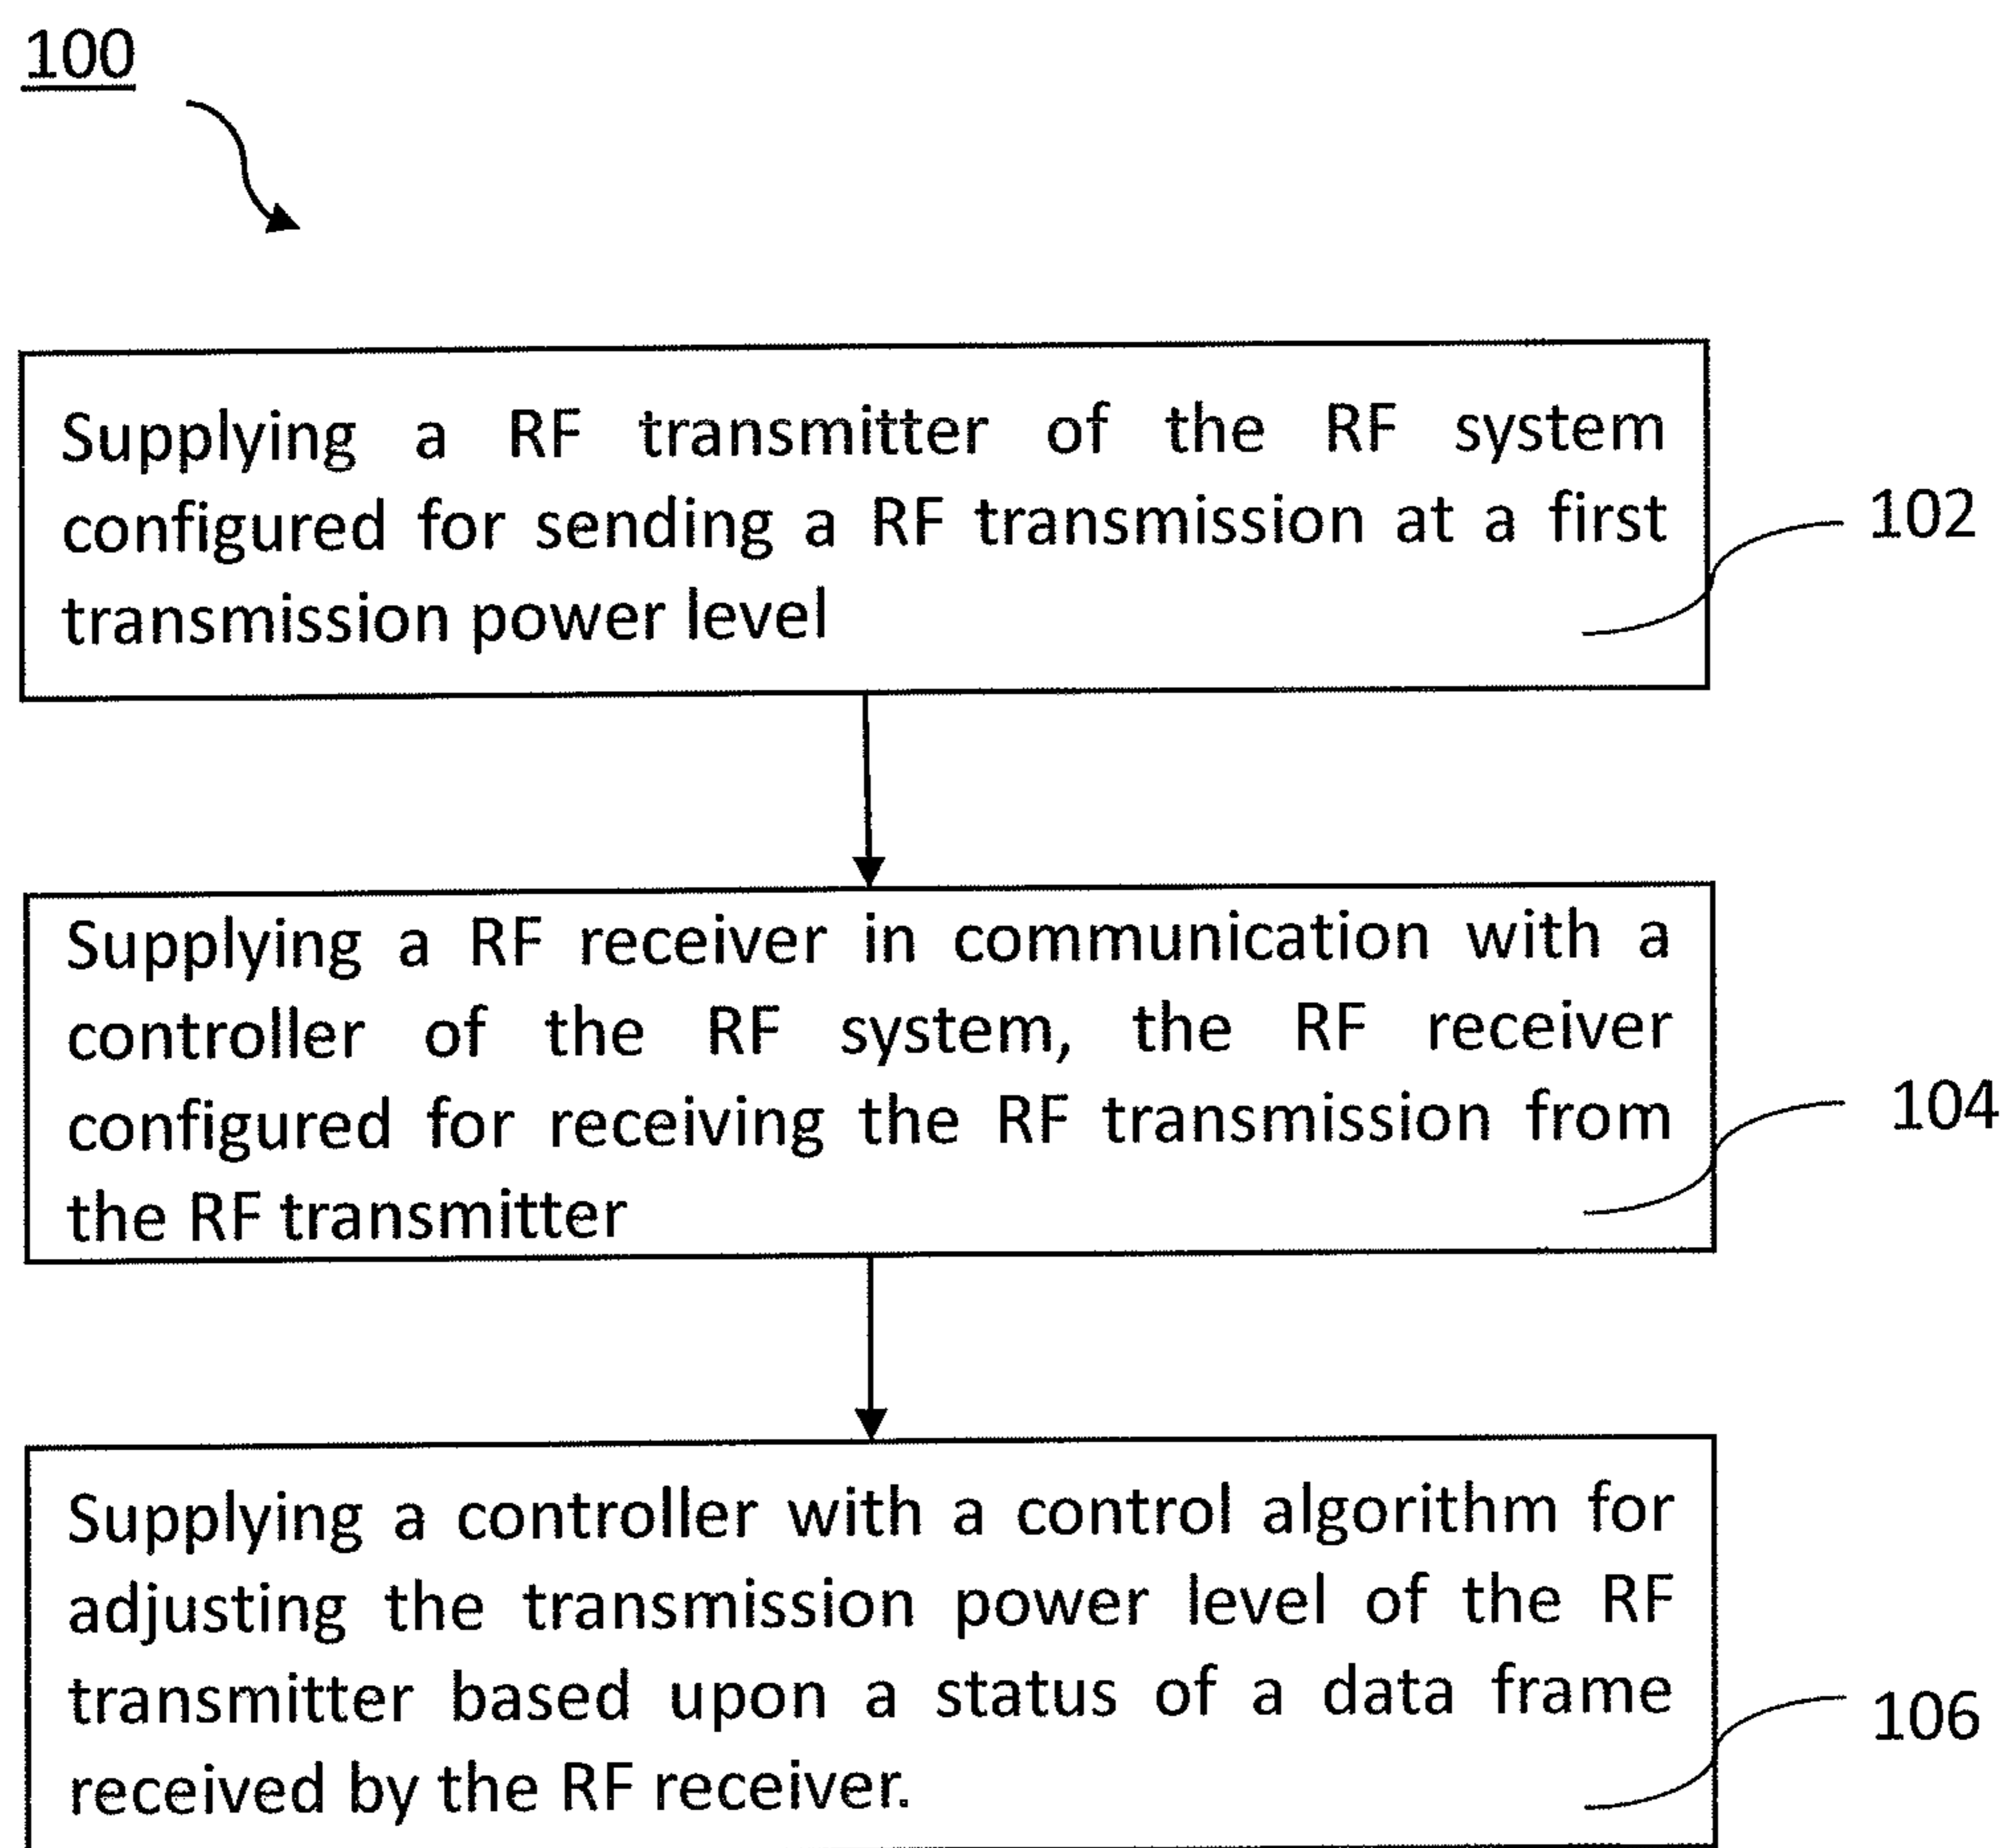 100
Supplying a RF transmitter of the RF system
configured for sending a RF transmission at a first
transmission power level
102
Supplying a RF receiver in communication with a
controller of the RF system, the RF receiver
configured for receiving the RF transmission from
the RF transmitter
104
Supplying a controller with a control algorithm for
adjusting the transmission power level of the RF
transmitter based upon a status of a data frame
received by the RF receiver.
106